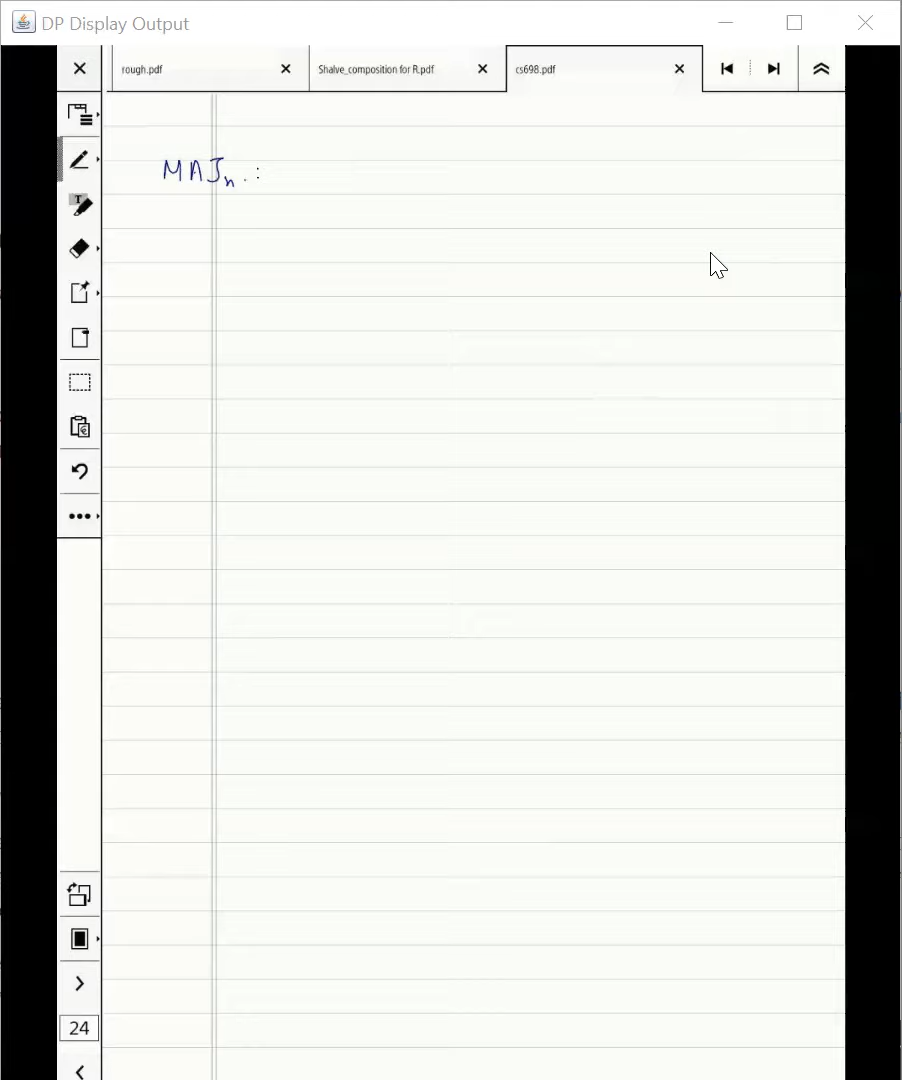 DP Display Output
rough.pdf
Shalve_composition for R.pdf
cs698.pdf
MAJn. :
24